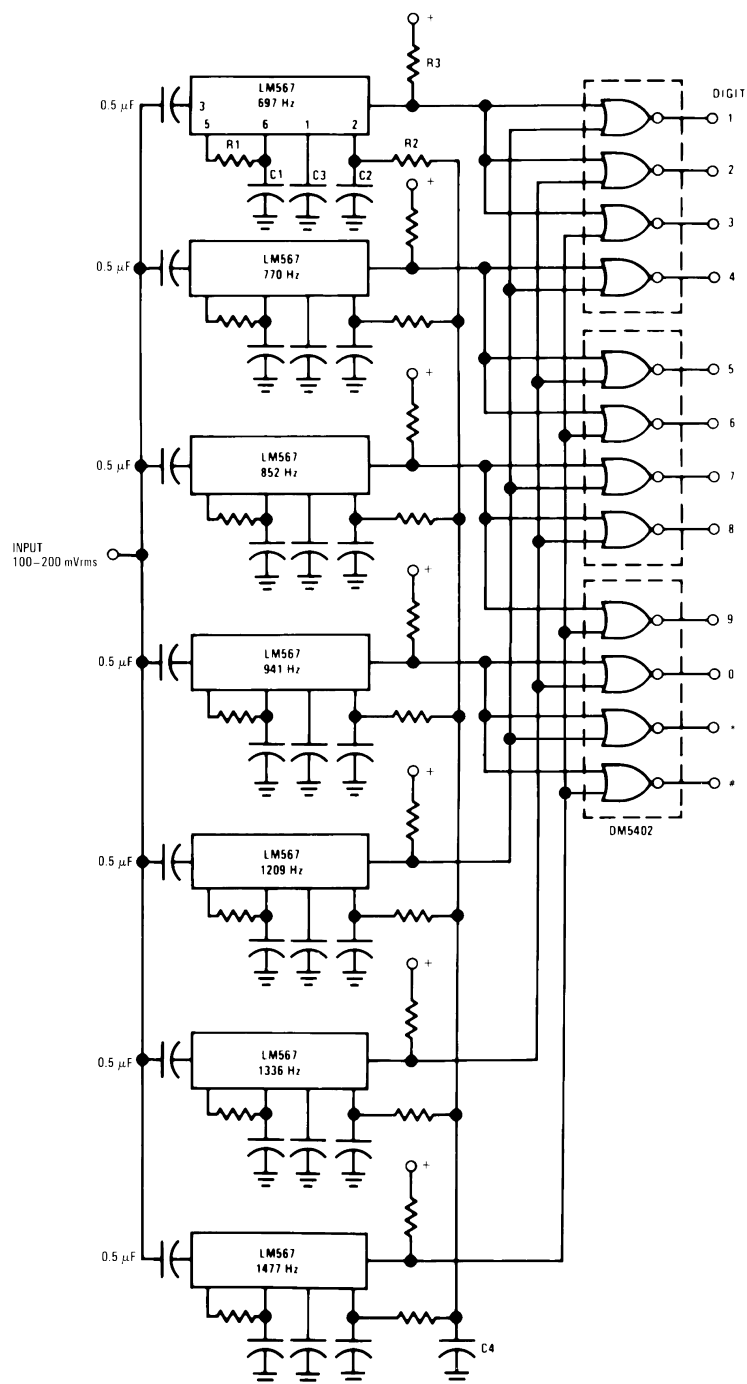 +
R3
LM567
697 Hz
0.5 μF
3
5
6
1
2
R1
R2
C1
C3
C2
DIGIT
1
2
3
4
+
0.5 μF
LM567
770 Hz
+
5
6
7
8
0.5 μF
LM567
852 Hz
INPUT
100–200 mVrms
+
9
0
*
#
DM5402
0.5 μF
LM567
941 Hz
+
0.5 μF
LM567
1209 Hz
+
0.5 μF
LM567
1336 Hz
+
0.5 μF
LM567
1477 Hz
C4